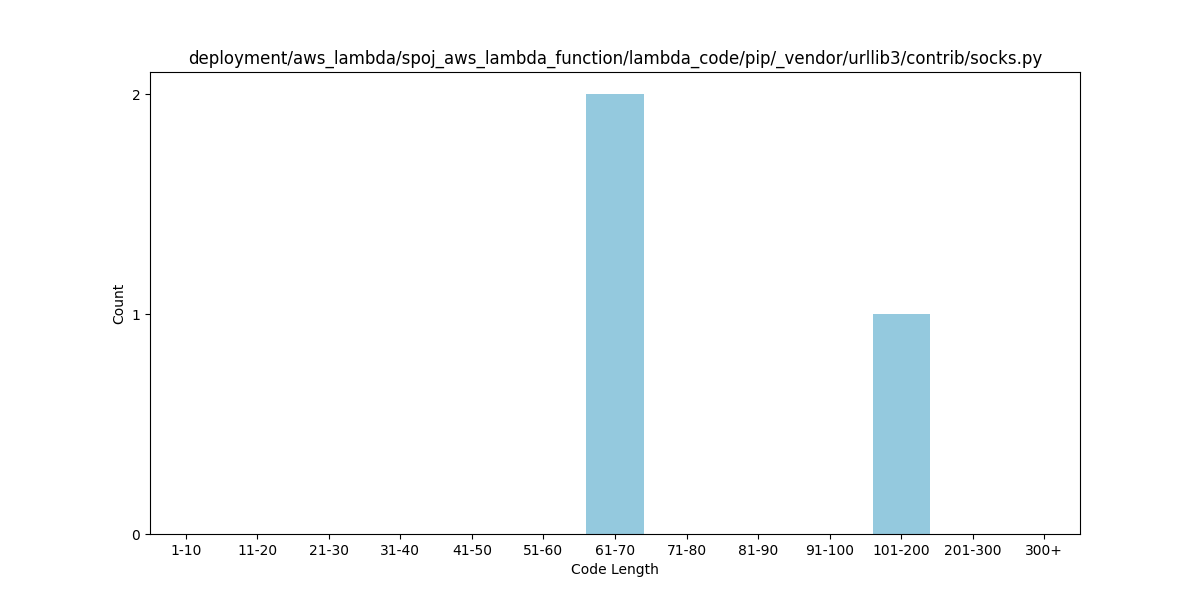 deployment/aws_lambda/spoj_aws_lambda_function/lambda_code/pip/_vendor/urllib3/contrib/socks.py
2
1
0
Count
1-10 11-20 21-30 31-40 41-50 51-60 61-70 71-80 81-90 91-100 101-200 201-300 300+
Code Length